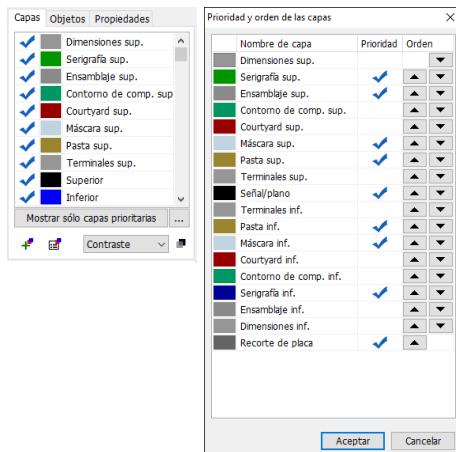 Capas Objetos Propiedades
Dimensiones sup.
Serigrafía sup.
Ensamblaje sup.
Contorno de comp. sup
Courtyard sup.
Máscara sup.
Pasta sup.
Terminales sup.
Superior
Inferior
Mostrar sólo capas prioritarias ...
Contraste
Prioridad y orden de las capas
Nombre de capa Prioridad Orden
Dimensiones sup.
Serigrafía sup.
Ensamblaje sup.
Contorno de comp. sup.
Courtyard sup.
Máscara sup.
Pasta sup.
Terminales sup.
Señal/plano
Terminales inf.
Pasta inf.
Máscara inf.
Courtyard inf.
Contorno de comp. inf.
Serigrafía inf.
Ensamblaje inf.
Dimensiones inf.
Recorte de placa
Aceptar Cancelar